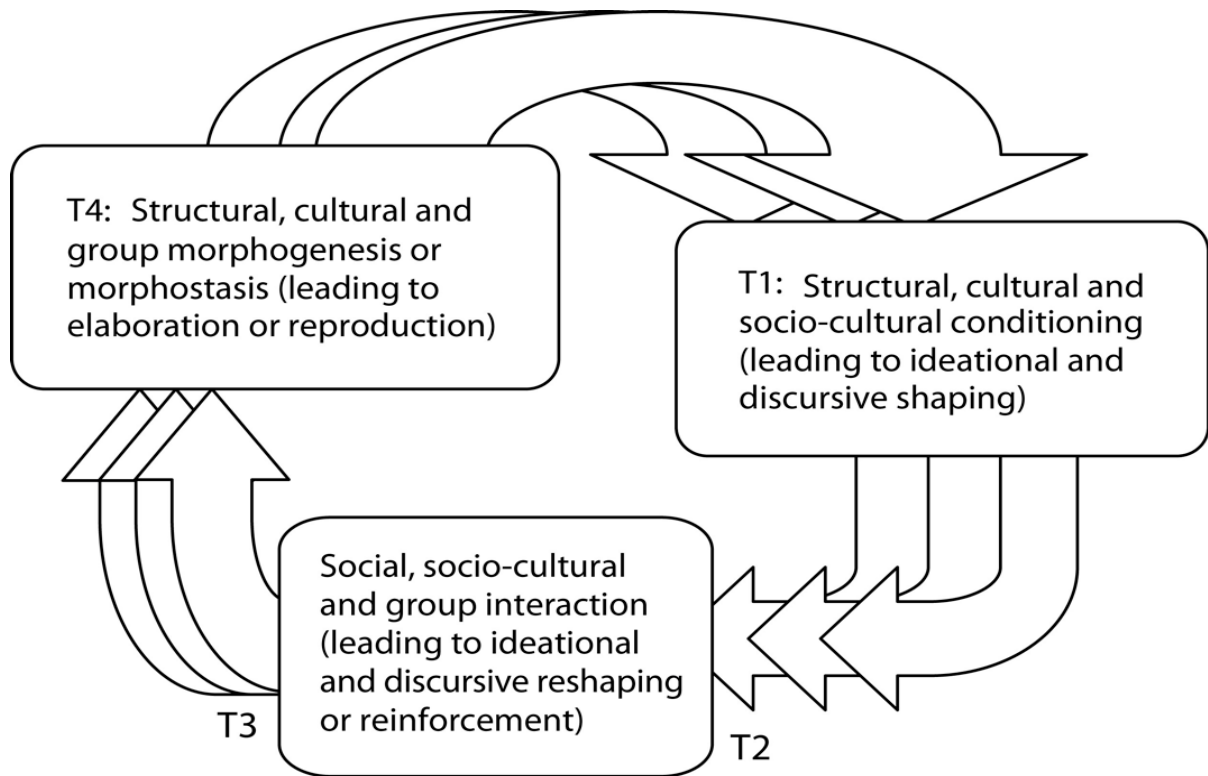 T4: Structural, cultural and
group morphogenesis or
morphostasis (leading to
elaboration or reproduction)
T1: Structural, cultural and
socio-cultural conditioning
(leading to ideational and
discursive shaping)
Social, socio-cultural
and group interaction
(leading to ideational
and discursive reshaping
or reinforcement)
T3
T2